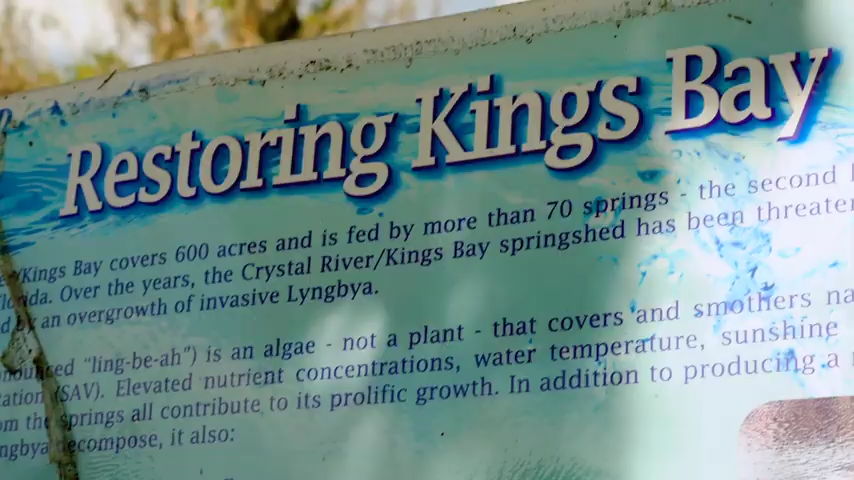 Restoring Kings Bay
Kings Bay covers 600 acres and is fed by more than 70 springs - the second
Over the years, the Crystal River/Kings Bay springshed has been
an overgrowth of invasive Lyngbya.
"ling-be-ah") is an algae - not a plant - that covers and smothers
(SAV). Elevated nutrient concentrations, water temperature, sunshine
the springs all contribute to its prolific growth. In addition to producing a
decompose, it also: